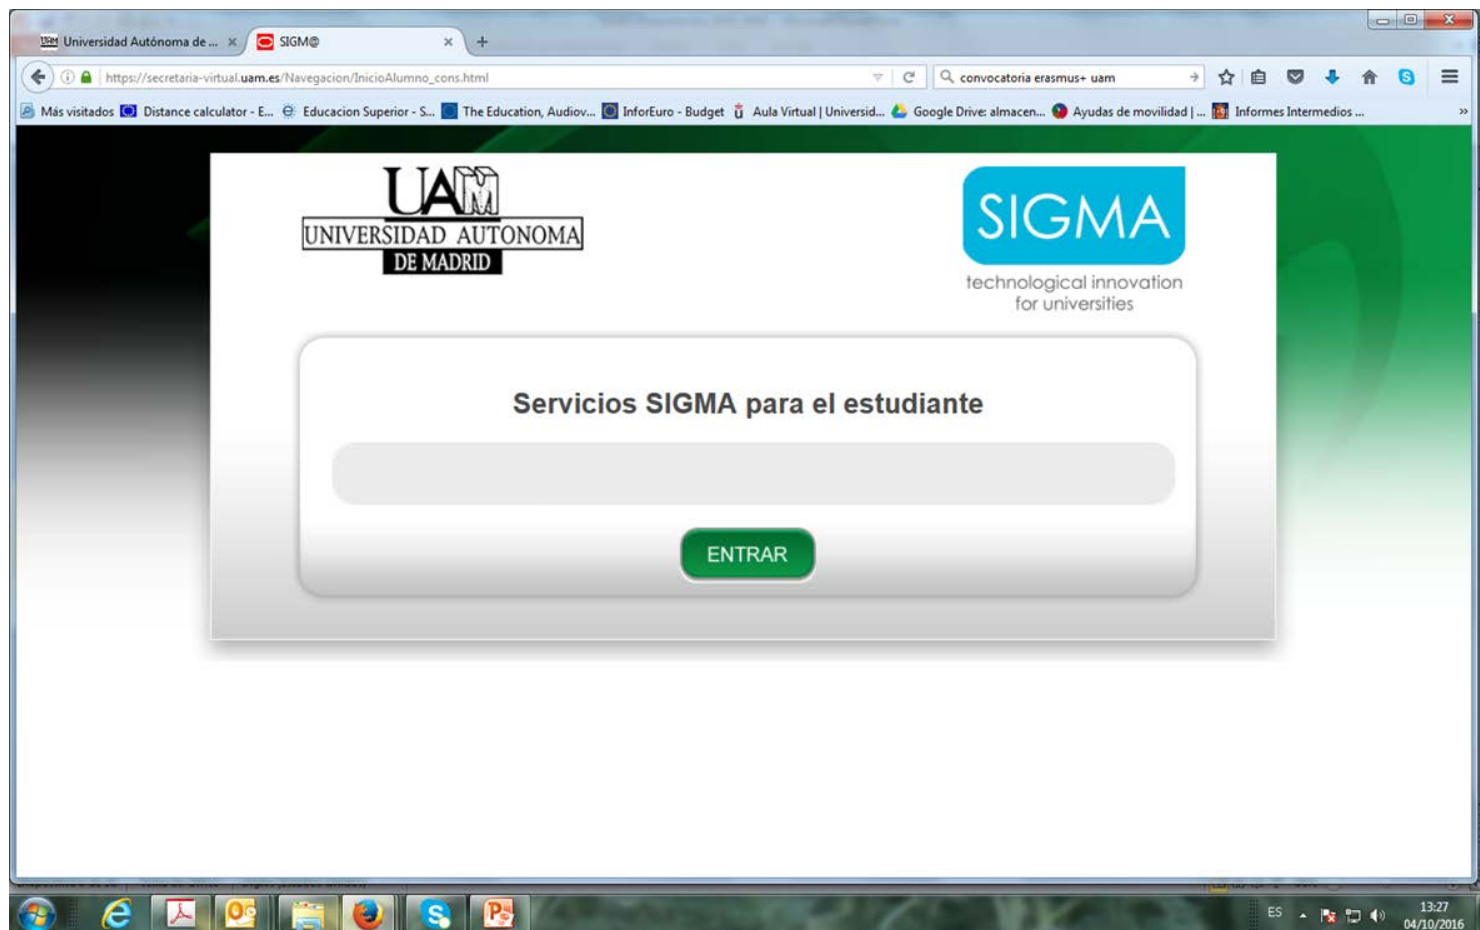 Universidad Autónoma de ...
SIGM@
https://secretaria-virtual.uam.es/Navegacion/InicioAlumno_cons.html
convocatoria erasmus+ uam
Más visitados
Distance calculator - E...
Educacion Superior - S...
The Education, Audiov...
InforEuro - Budget
Aula Virtual | Universid...
Google Drive: almacen...
Ayudas de movilidad | ...
Informes Intermedios ...
UAM
UNIVERSIDAD AUTONOMA
DE MADRID
SIGMA
technological innovation
for universities
Servicios SIGMA para el estudiante
ENTRAR
ES
13:27
04/10/2016